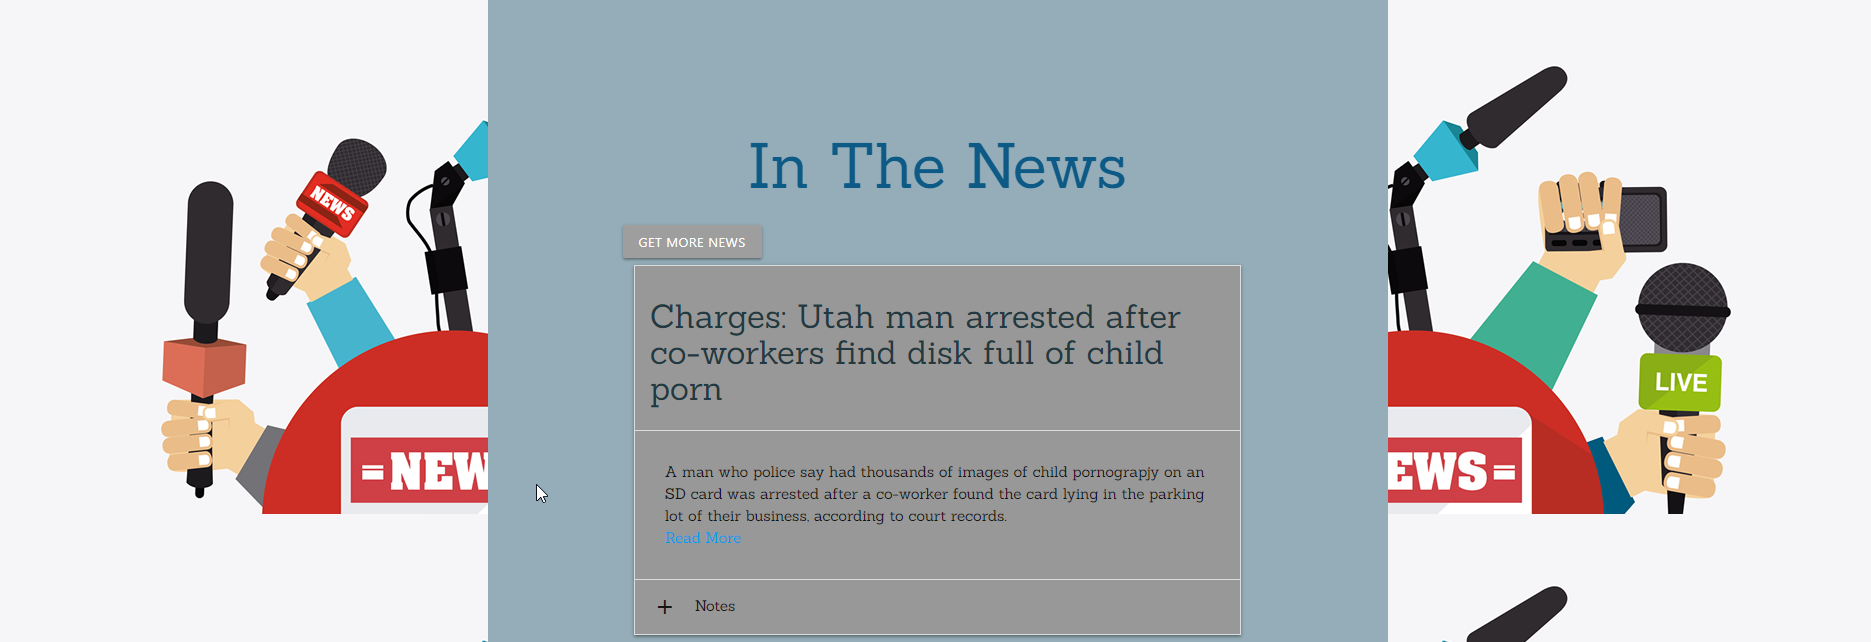 In The News
NEWS
GET MORE NEWS
Charges: Utah man arrested after
co-workers find disk full of child
porn
LIVE
=NEW
EWS=
A man who police say had thousands of images of child pornograpjy on an
SD card was arrested after a co-worker found the card lying in the parking
lot of their business, according to court records.
Read More
+ Notes